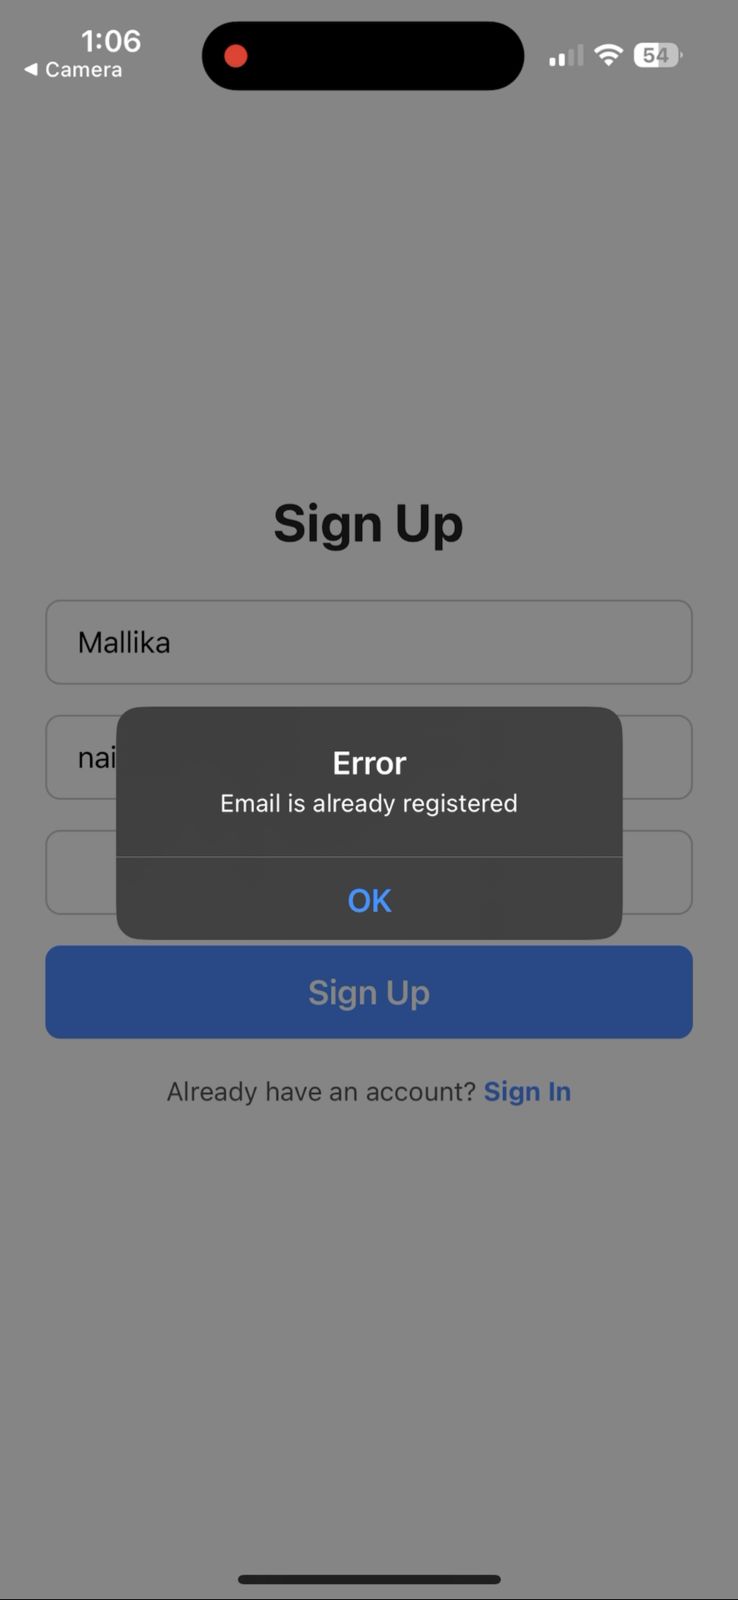 1:06
◀ Camera
54
Sign Up
Mallika
nai
Error
Email is already registered
OK
Sign Up
Already have an account? Sign In